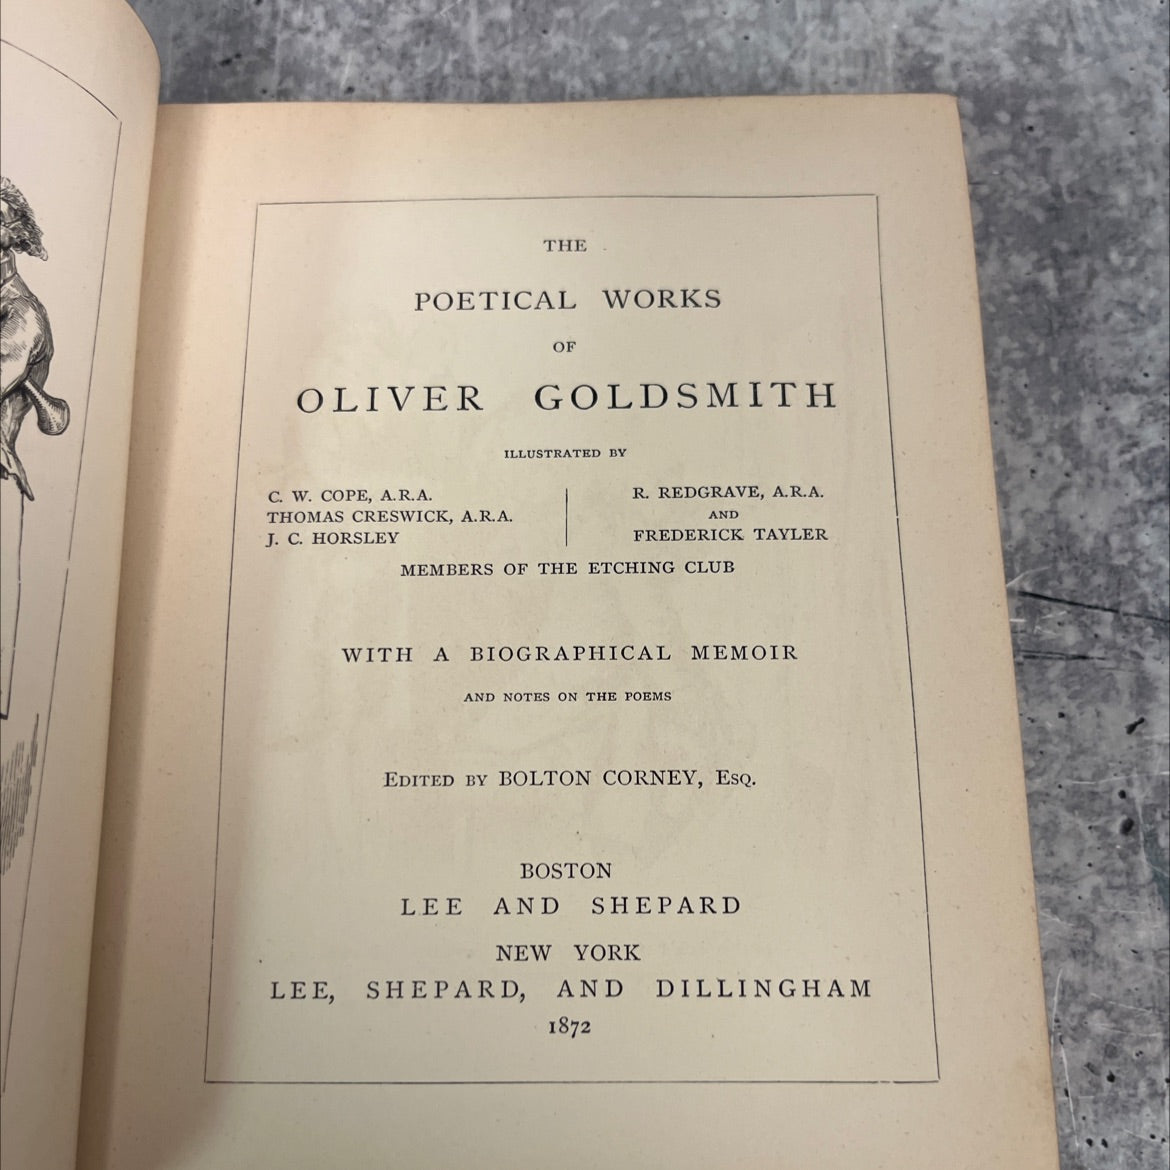 THE
POETICAL WORKS
OF
OLIVER GOLDSMITH
ILLUSTRATED BY
C. W. COPE, A.R.A.
THOMAS CRESWICK, A.R.A.
J. C. HORSLEY
R. REDGRAVE, A.R.A.
AND
FREDERICK TAYLER
MEMBERS OF THE ETCHING CLUB
WITH A BIOGRAPHICAL MEMOIR
AND NOTES ON THE POEMS
EDITED BY BOLTON CORNEY, ESQ.
BOSTON
LEE AND SHEPARD
NEW YORK
LEE, SHEPARD, AND DILLINGHAM
1872